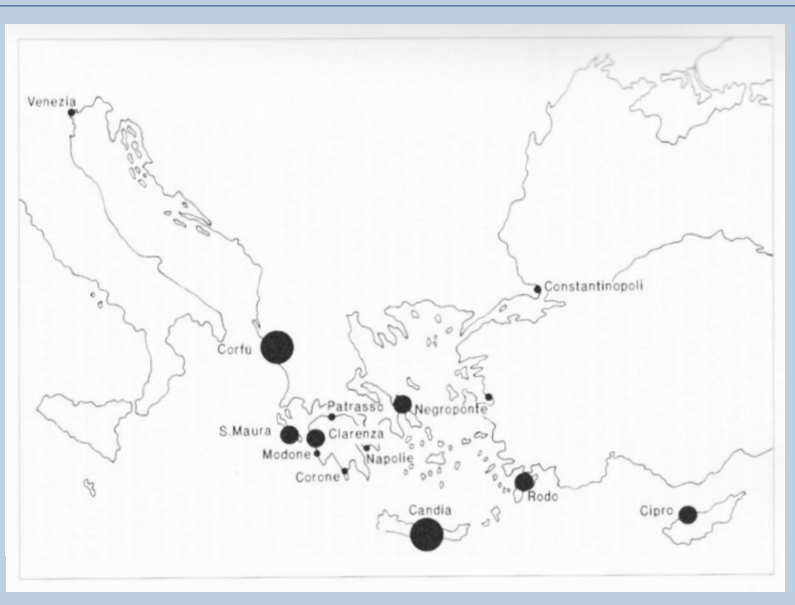 Venezia
Constantinopoli
Corfù
Patrasso
Negroponte
S.Maura
Clarenza
Modone
Napolie
Corone
Rodo
Candia
Cipro